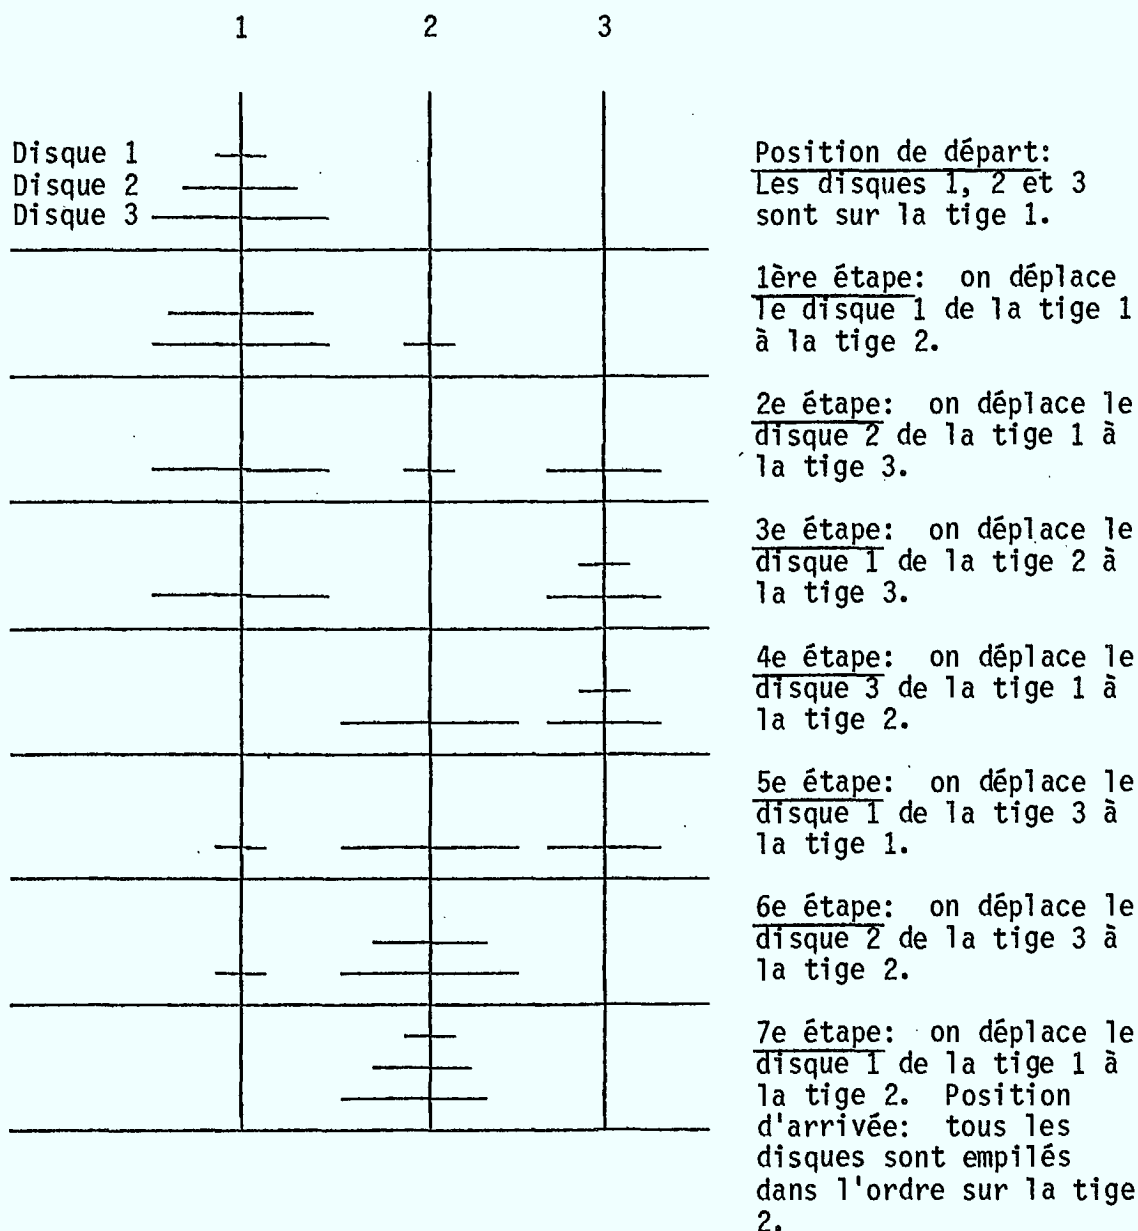 1 2 3
Disque 1
Disque 2
Disque 3
Position de départ:
Les disques 1, 2 et 3
sont sur la tige 1.
1ère étape: on déplace
le disque 1 de la tige 1
à la tige 2.
2e étape: on déplace le
disque 2 de la tige 1 à
la tige 3.
3e étape: on déplace le
disque 1 de la tige 2 à
la tige 3.
4e étape: on déplace le
disque 3 de la tige 1 à
la tige 2.
5e étape: on déplace le
disque 1 de la tige 3 à
la tige 1.
6e étape: on déplace le
disque 2 de la tige 3 à
la tige 2.
7e étape: on déplace le
disque 1 de la tige 1 à
la tige 2. Position
d'arrivée: tous les
disques sont empilés
dans l'ordre sur la tige
2.